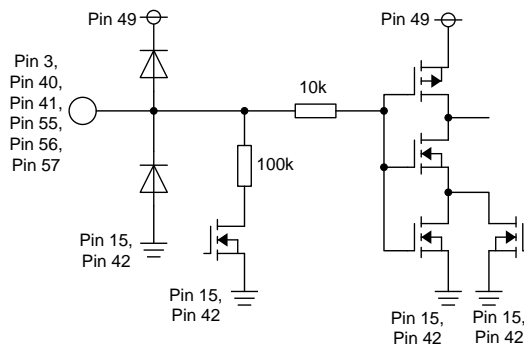 Pin 49
Pin 49
Pin 3,
Pin 40,
Pin 41,
Pin 55,
Pin 56,
Pin 57
10k
100k
Pin 15,
Pin 42
Pin 15,
Pin 42
Pin 15,
Pin 42
Pin 15,
Pin 42